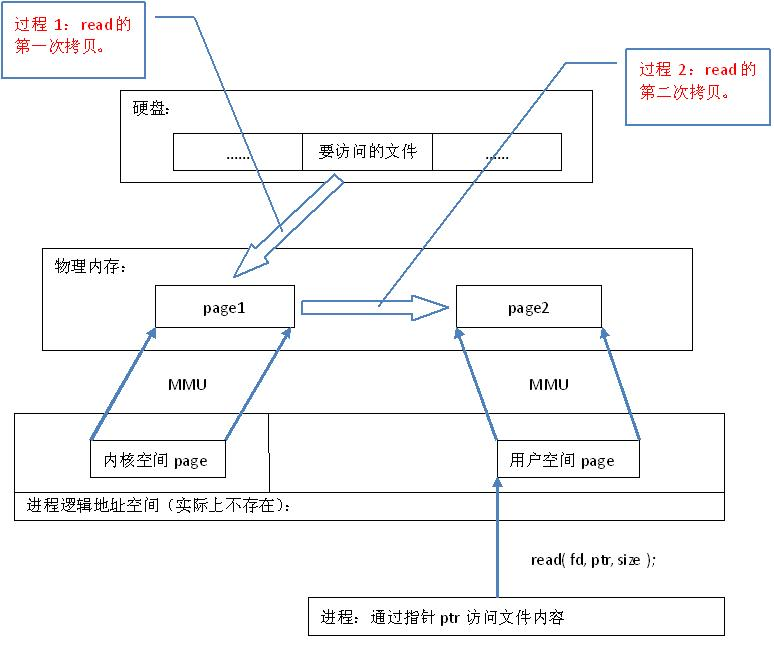 过程 1：read的
第一次拷贝。
过程 2：read 的
第二次拷贝。
硬盘：
......
要访问的文件
......
物理内存：
page1
page2
MMU
MMU
内核空间 page
用户空间 page
进程逻辑地址空间（实际上不存在）：
read( fd, ptr, size );
进程：通过指针 ptr 访问文件内容